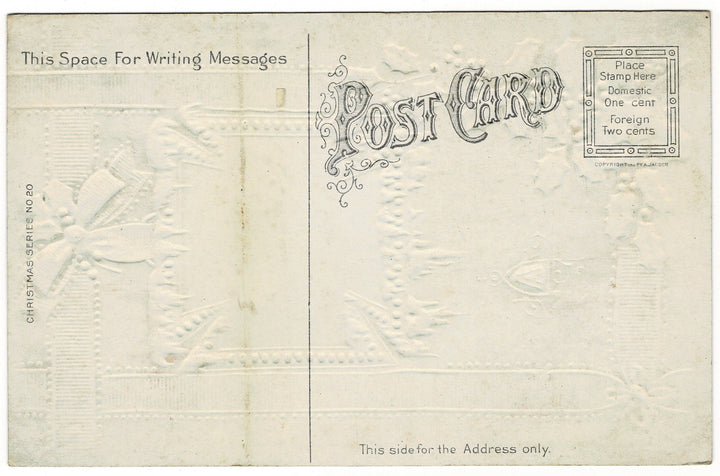 This Space For Writing Messages
POST CARD
Place
Stamp Here
Domestic
One cent
Foreign
Two cents
COPYRIGHT
CHRISTMAS SERIES NO 20
This side for the Address only.